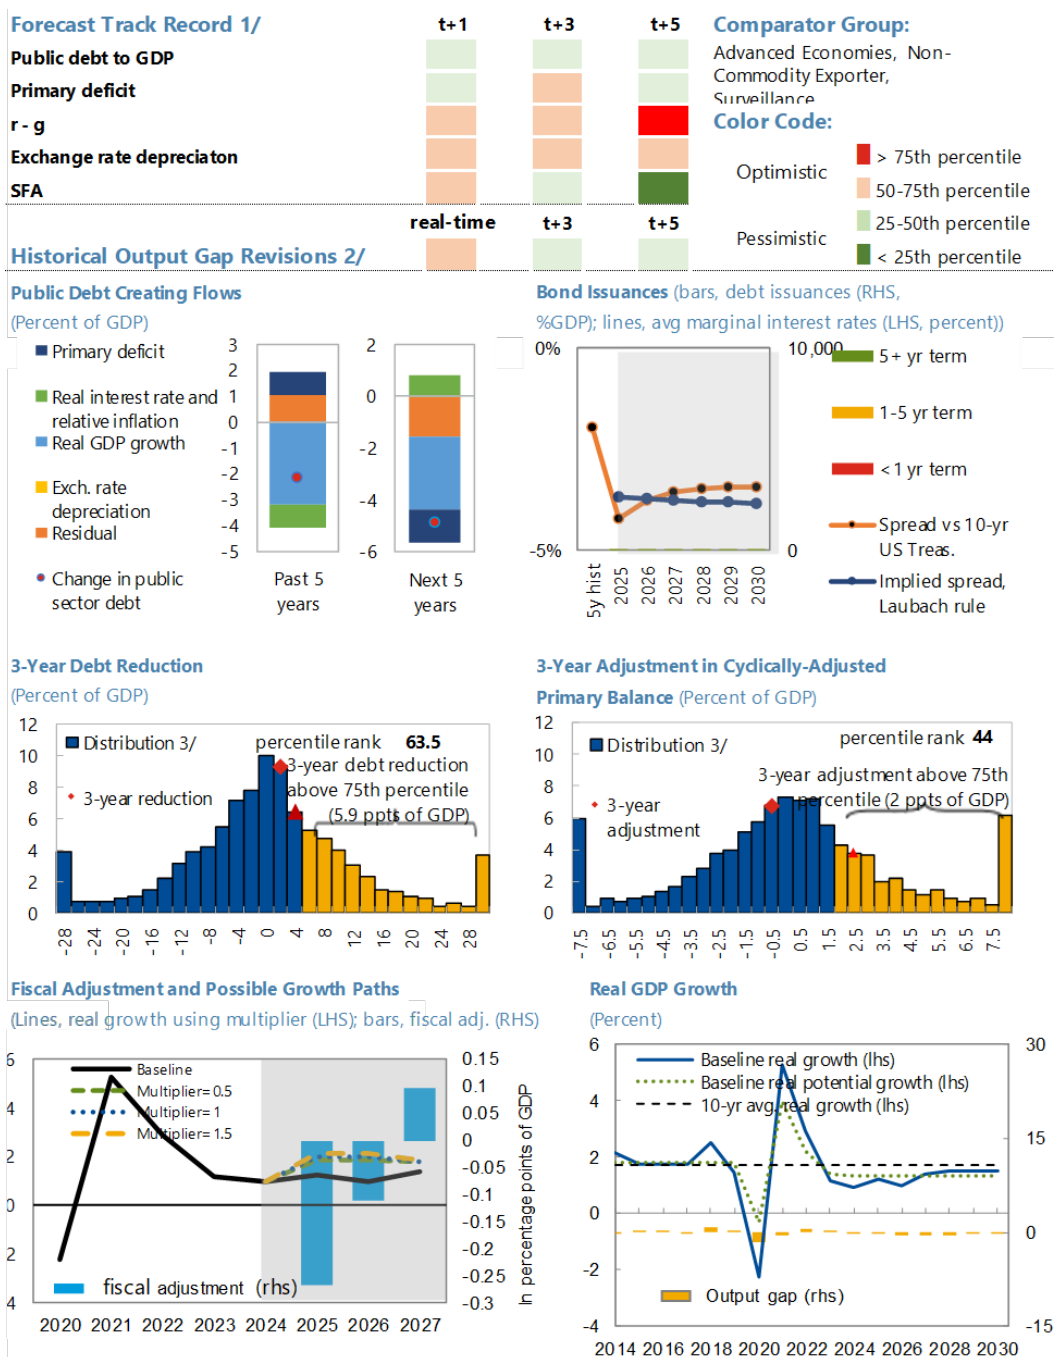 Forecast Track Record 1/ t+1 t+3 t+5 Comparator Group:
Public debt to GDP
Advanced Economies, Non-
Commodity Exporter,
Surveillance
Primary deficit
r - g
Color Code:
Exchange rate depreciaton
SFA
Optimistic
> 75th percentile
50-75th percentile
25-50th percentile
Pessimistic
< 25th percentile
real-time t+3 t+5
Historical Output Gap Revisions 2/
Public Debt Creating Flows
(Percent of GDP)
Primary deficit
Real interest rate and
relative inflation
Real GDP growth
Exch. rate
depreciation
Residual
Change in public
sector debt
3
2
1
0
-1
-2
-3
-4
-5
Past 5
years
2
0
-2
-4
-6
Next 5
years
Bond Issuances (bars, debt issuances (RHS,
%GDP); lines, avg marginal interest rates (LHS, percent))
0%
-5%
10,000
0
5y hist 2025 2026 2027 2028 2029 2030
5+ yr term
1-5 yr term
<1 yr term
Spread vs 10-yr
US Treas.
Implied spread,
Laubach rule
3-Year Debt Reduction
(Percent of GDP)
12
10
8
6
4
2
0
Distribution 3/
3-year reduction
percentile rank 63.5
3-year debt reduction
above 75th percentile
(5.9 ppts of GDP)
-28 -24 -20 -16 -12 -8 -4 0 4 8 12 16 20 24 28
3-Year Adjustment in Cyclically-Adjusted
Primary Balance (Percent of GDP)
12
10
8
6
4
2
0
Distribution 3/
3-year
adjustment
percentile rank 44
3-year adjustment above 75th
percentile (2 ppts of GDP)
-7.5 -6.5 -5.5 -4.5 -3.5 -2.5 -1.5 -0.5 0.5 1.5 2.5 3.5 4.5 5.5 6.5 7.5
Fiscal Adjustment and Possible Growth Paths
(Lines, real growth using multiplier (LHS); bars, fiscal adj. (RHS)
6
4
2
0
2
4
Baseline
Multiplier=0.5
Multiplier=1
Multiplier=1.5
fiscal adjustment (rhs)
0.15
0.1
0.05
0
-0.05
-0.1
-0.15
-0.2
-0.25
-0.3
In percentage points of GDP
2020 2021 2022 2023 2024 2025 2026 2027
Real GDP Growth
(Percent)
6
4
2
0
-2
-4
Baseline real growth (lhs)
Baseline real potential growth (lhs)
10-yr avg. real growth (lhs)
Output gap (rhs)
30
15
0
-15
2014 2016 2018 2020 2022 2024 2026 2028 2030